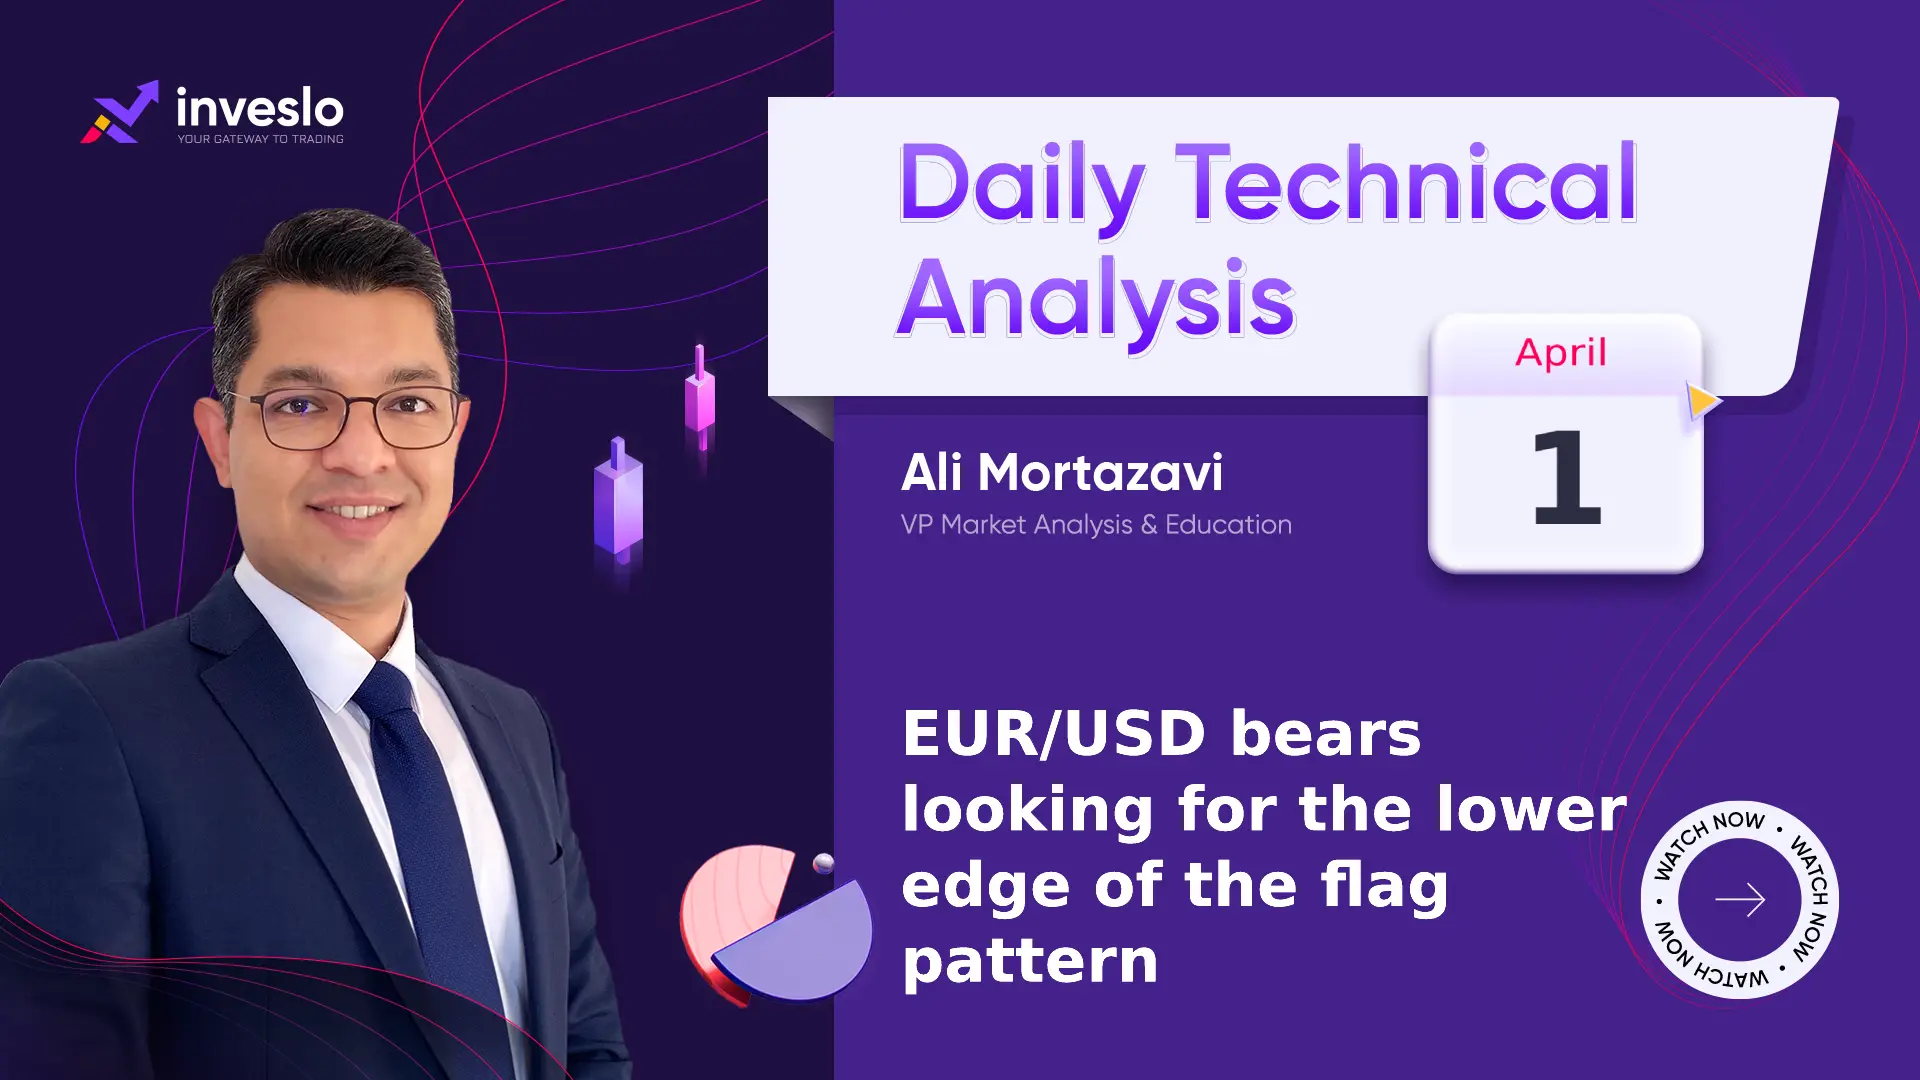 inveslo
YOUR GATEWAY TO TRADING
Daily Technical
Analysis
April
1
Ali Mortazavi
VP Market Analysis & Education
EUR/USD bears
looking for the lower
edge of the flag
pattern
WATCH NOW • WATCH NOW • WATCH NOW •